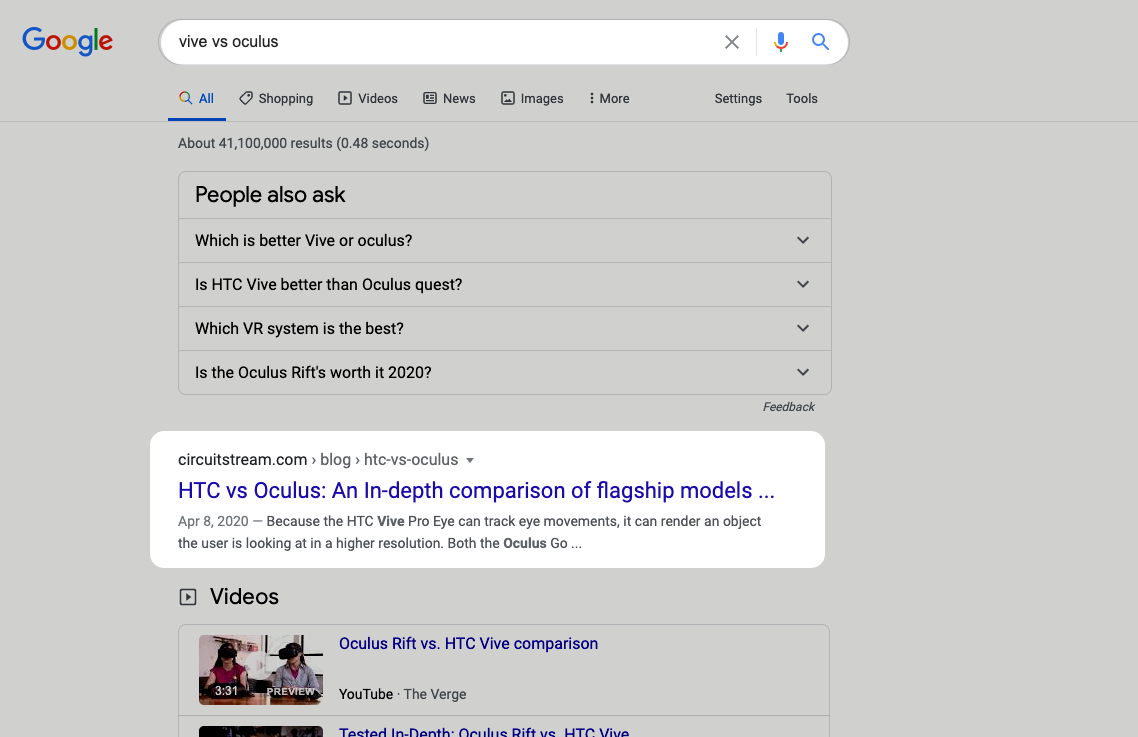 Google
vive vs oculus
All Shopping Videos News Images More Settings Tools
About 41,100,000 results (0.48 seconds)
People also ask
Which is better Vive or oculus?
Is HTC Vive better than Oculus quest?
Which VR system is the best?
Is the Oculus Rift's worth it 2020?
Feedback
circuitstream.com › blog › htc-vs-oculus
HTC vs Oculus: An In-depth comparison of flagship models ...
Apr 8, 2020 — Because the HTC Vive Pro Eye can track eye movements, it can render an object
the user is looking at in a higher resolution. Both the Oculus Go ...
Videos
Oculus Rift vs. HTC Vive comparison
3:31 PREVIEW
YouTube · The Verge
Tested In-Depth: Oculus Rift vs. HTC Vive